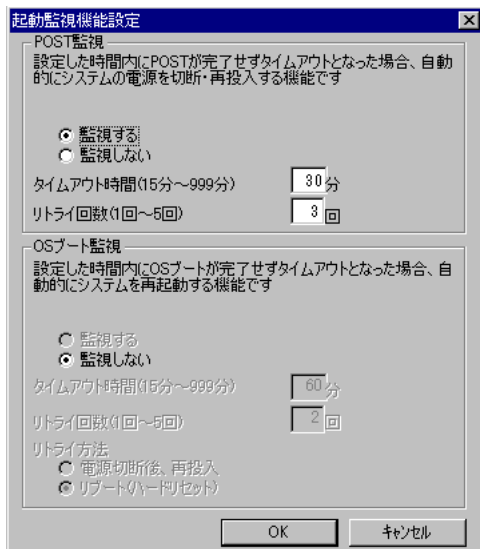 起動監視機能設定
POST監視
設定した時間内にPOSTが完了せずタイムアウトとなった場合、自動
的にシステムの電源を切断・再投入する機能です
監視する
監視しない
タイムアウト時間(15分～999分) 30 分
リトライ回数(1回～5回) 3 回
OSブート監視
設定した時間内にOSブートが完了せずタイムアウトとなった場合、自
動的にシステムを再起動する機能です
監視する
監視しない
タイムアウト時間(15分～999分) 60 分
リトライ回数(1回～5回) 2 回
リトライ方法
電源切断後、再投入
リブート(ハードリセット)
OK キャンセル